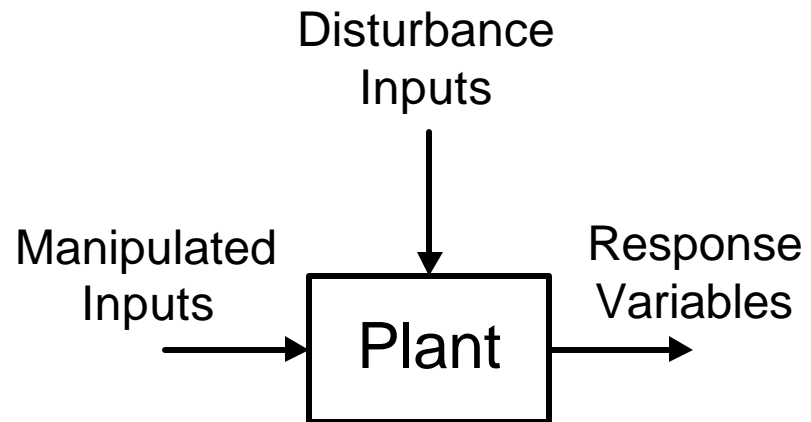 Disturbance
Inputs
Manipulated
Inputs
Response
Variables
Plant